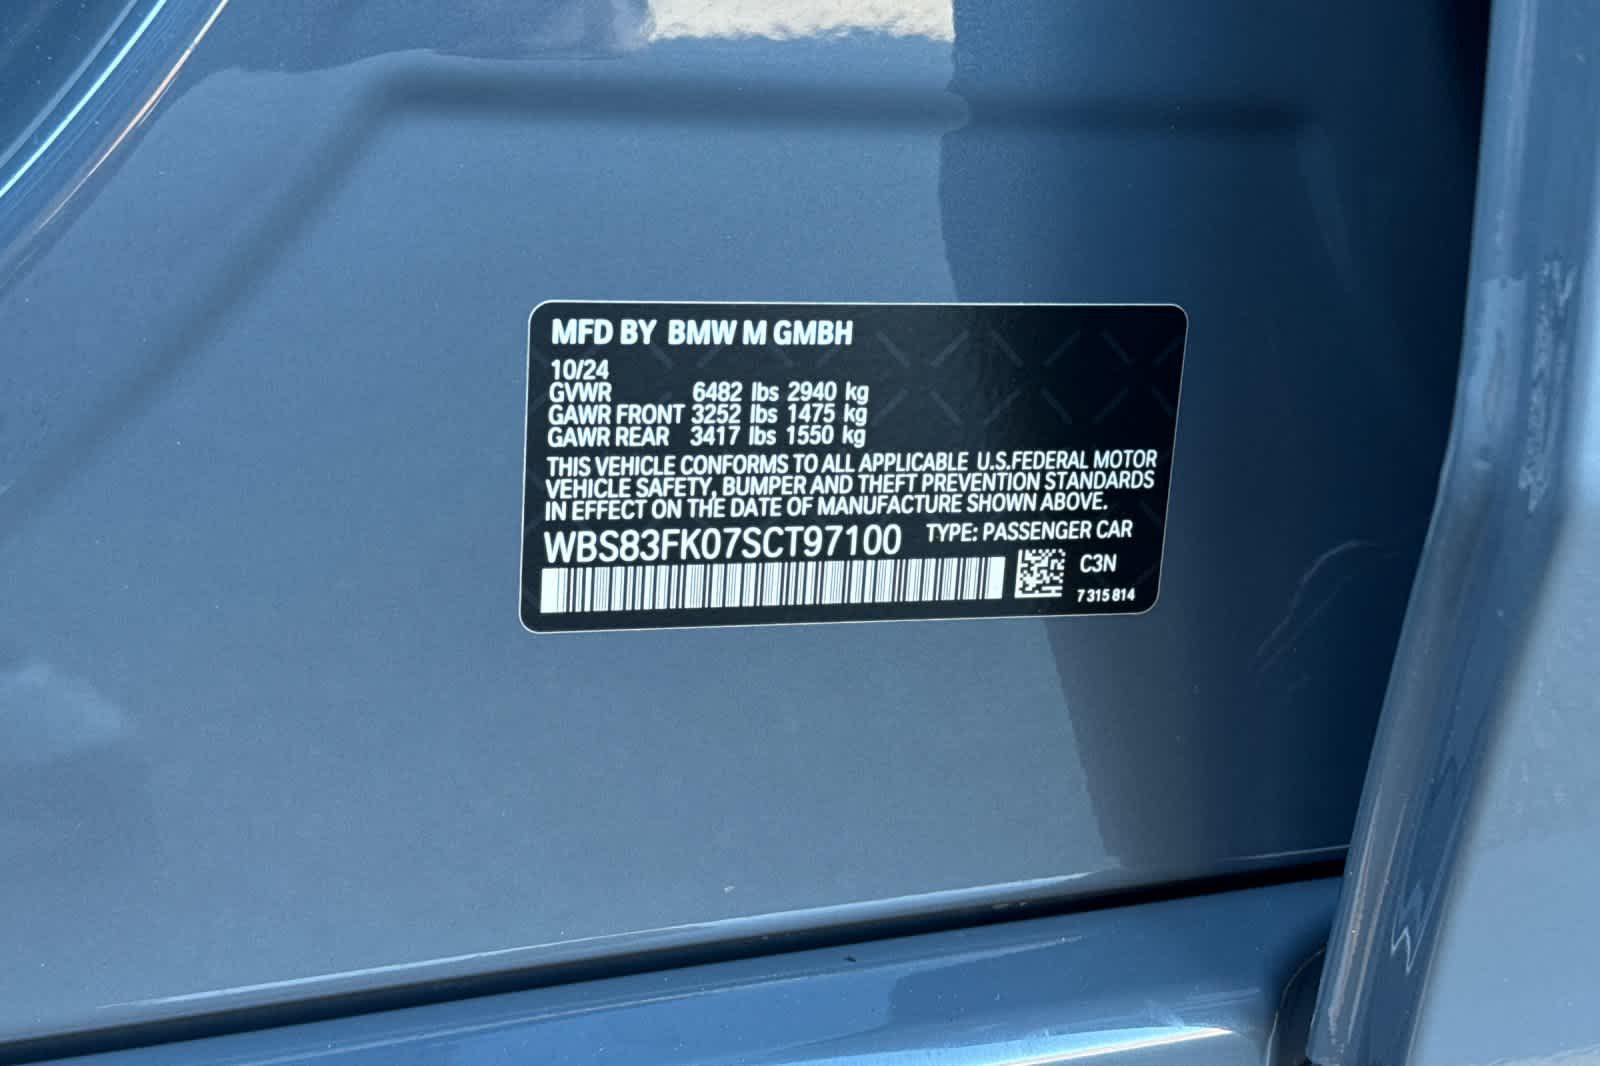 MFD BY BMW M GMBH
10/24
GVWR 6482 lbs 2940 kg
GAWR FRONT 3252 lbs 1475 kg
GAWR REAR 3417 lbs 1550 kg
THIS VEHICLE CONFORMS TO ALL APPLICABLE U.S.FEDERAL MOTOR
VEHICLE SAFETY, BUMPER AND THEFT PREVENTION STANDARDS
IN EFFECT ON THE DATE OF MANUFACTURE SHOWN ABOVE.
WBS83FK07SCT97100 TYPE: PASSENGER CAR
C3N
7 315 814